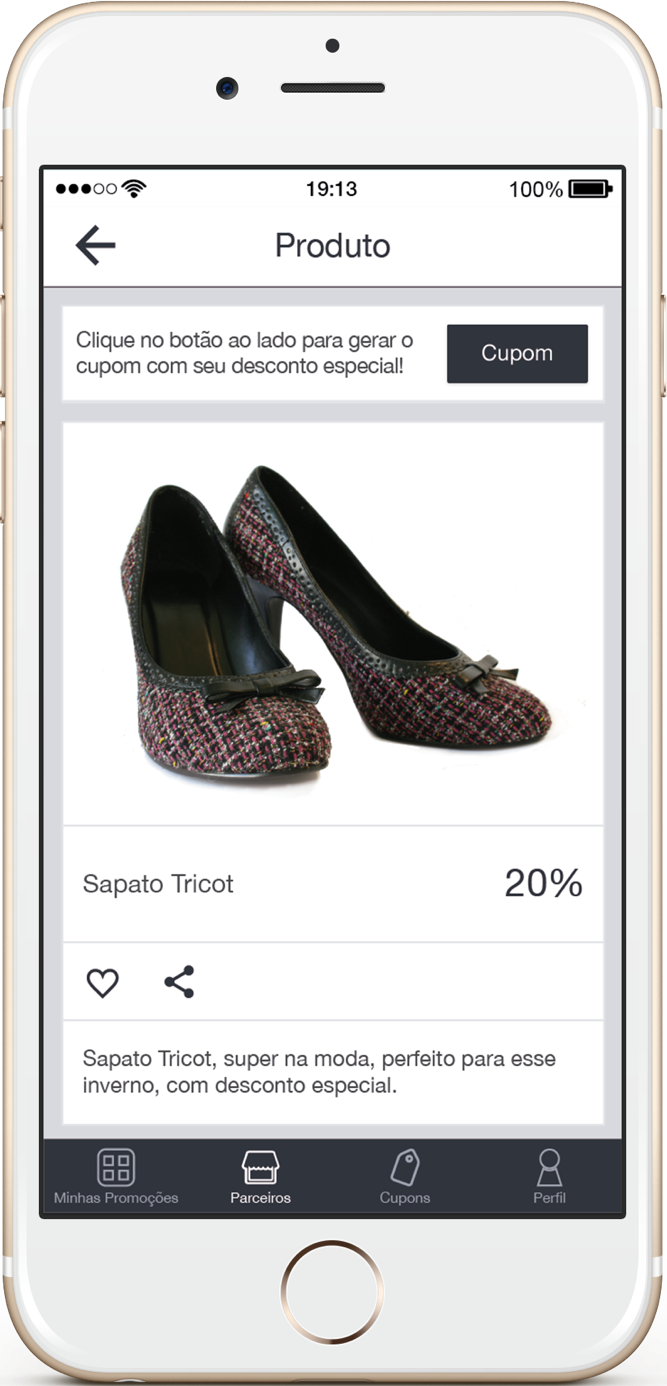 19:13
100%
Produto
Clique no botão ao lado para gerar o
cupom com seu desconto especial!
Cupom
Sapato Tricot
20%
Sapato Tricot, super na moda, perfeito para esse
inverno, com desconto especial.
Minhas Promoções
Parceiros
Cupons
Perfil